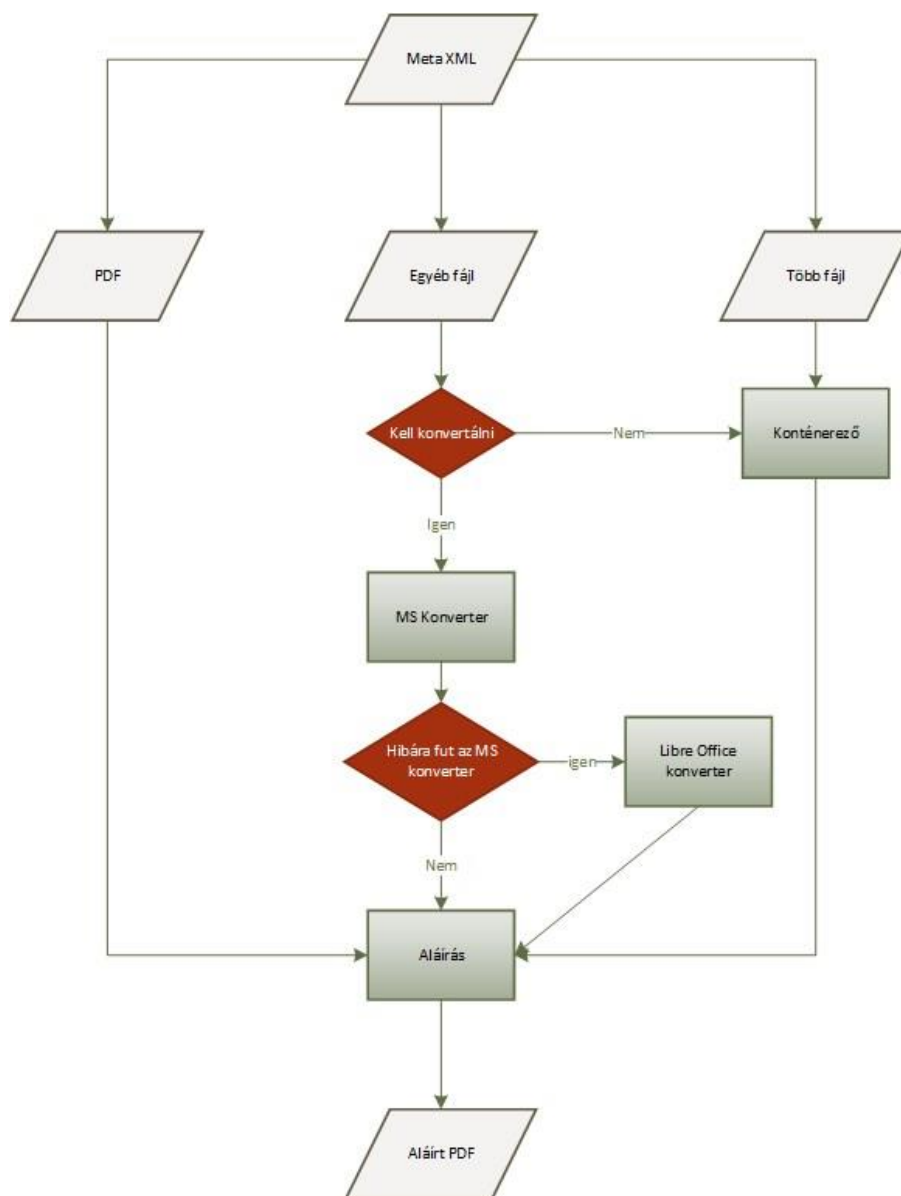 Meta XML
PDF
Egyéb fájl
Több fájl
Kell konvertálni
Nem
Konténerező
Igen
MS Konverter
Hibára fut az MS
konverter
igen
Libre Office
konverter
Nem
Aláírás
Aláírt PDF